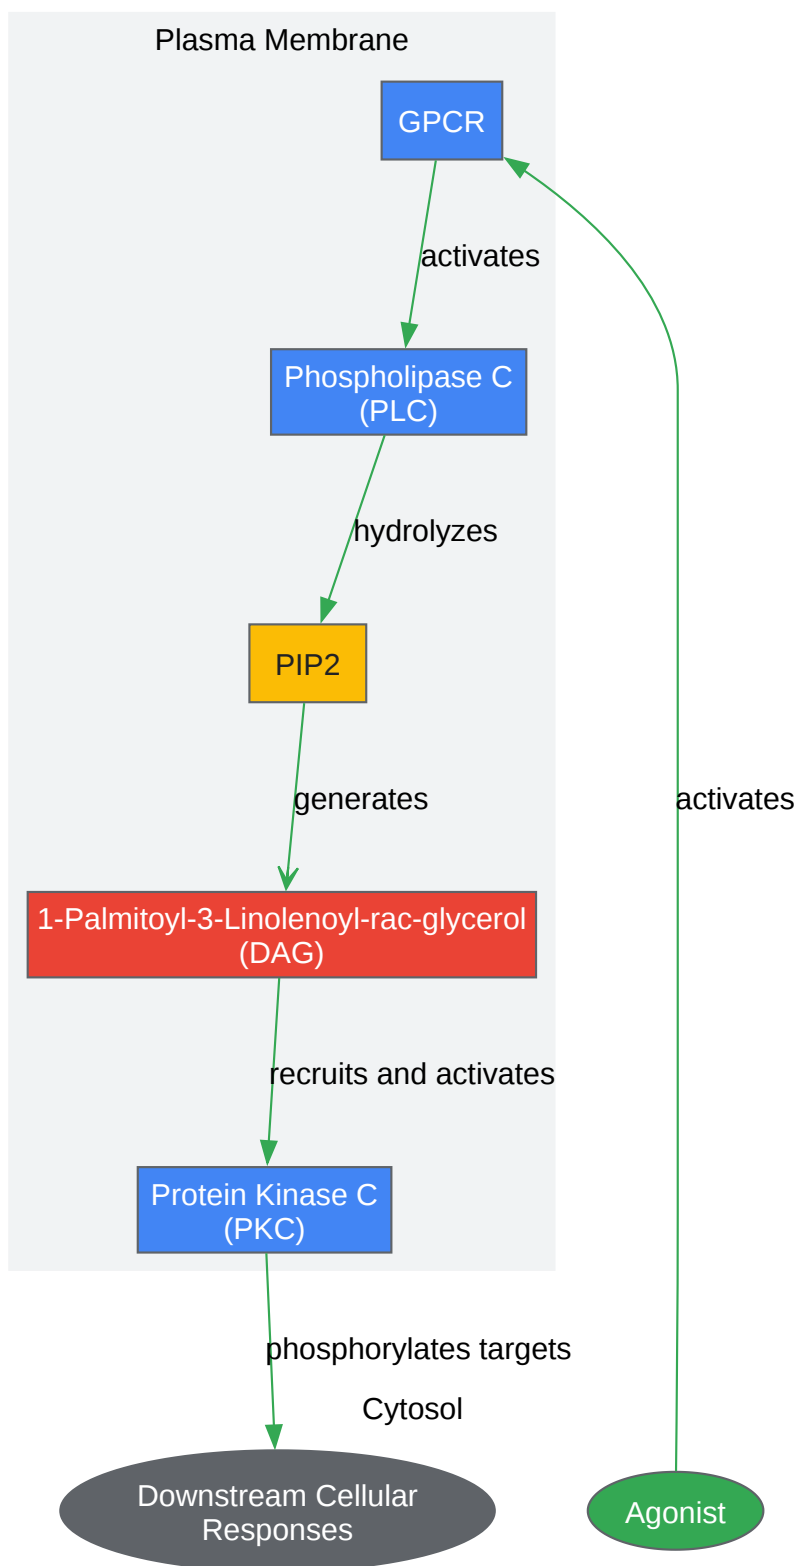 Plasma Membrane
GPCR
activates
Phospholipase C
(PLC)
hydrolyzes
PIP2
generates
activates
1-Palmitoyl-3-Linolenoyl-rac-glycerol
(DAG)
recruits and activates
Protein Kinase C
(PKC)
phosphorylates targets
Cytosol
Downstream Cellular
Responses
Agonist